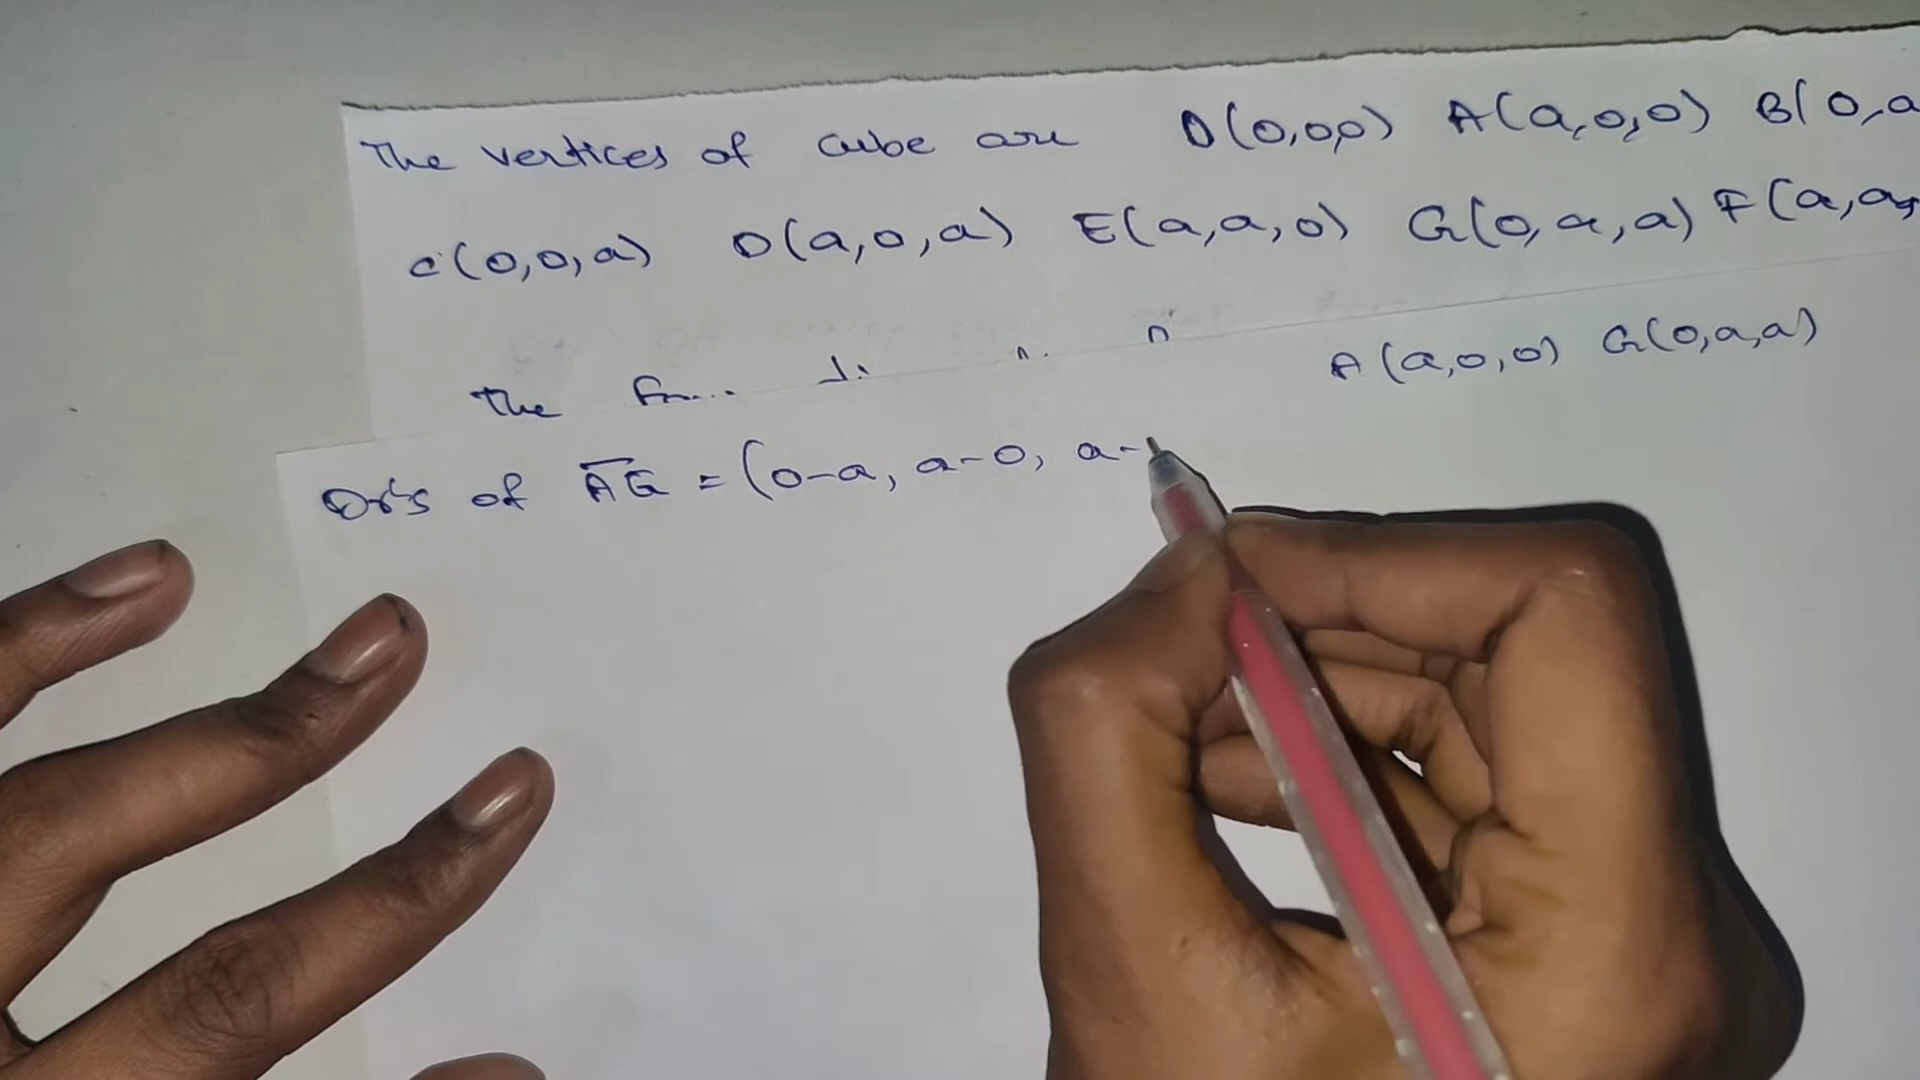 The vertices of cube are O(0,0,0) A(a,0,0) B(0,a
C(0,0,a) D(a,0,a) E(a,a,0) G(0,a,a) F(a,a,
The
A(a,0,0) G(0,a,a)
Dr's of AG = (0-a, a-0, a-